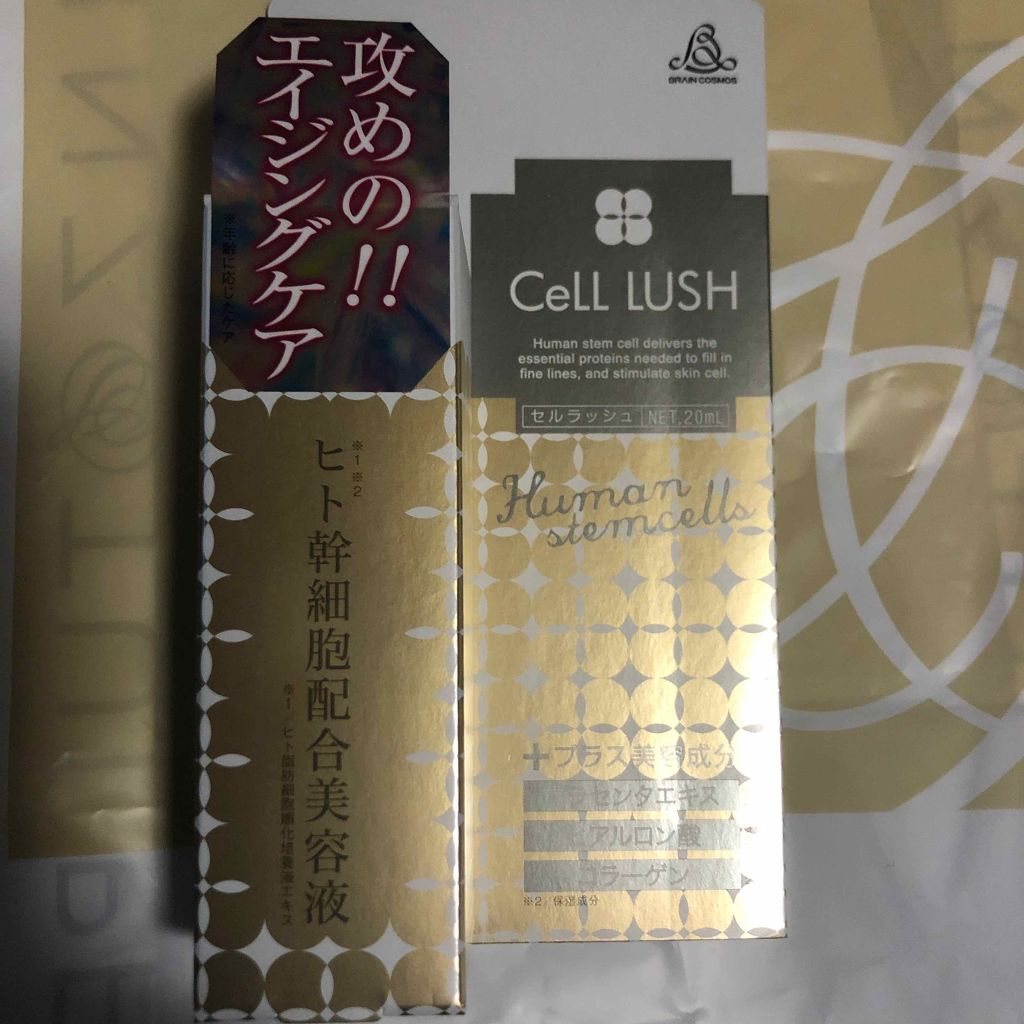 攻めの!!
エイジングケア
※年齢に応じたケア
※1※2
ヒト幹細胞配合美容液
※1/ヒト脂肪細胞順化培養液エキス
BRAIN COSMOS
CeLL LUSH
Human stem cell delivers the
essential proteins needed to fill in
fine lines, and stimulate skin cell.
セルラッシュ NET.20mL
Human
stemcells
+プラス美容成分
プラセンタエキス
ヒアルロン酸
コラーゲン
※2/保湿成分